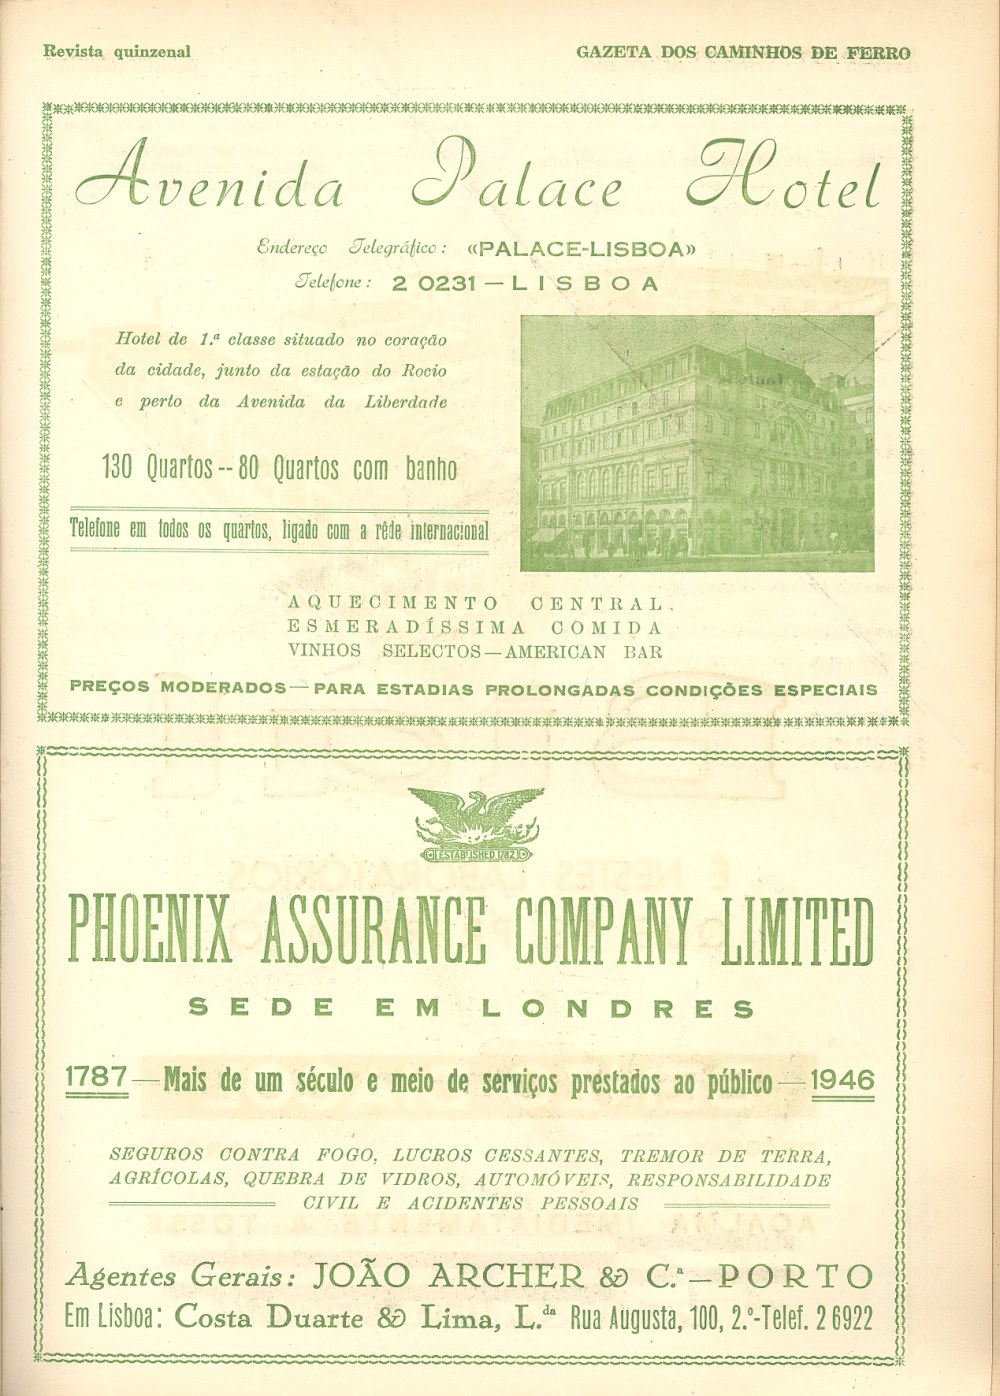 Revista quinzenal
GAZETA DOS CAMINHOS DE FERRO
Avenida Palace Hotel
Endereço Telegráfico: «PALACE-LISBOA»
Telefone: 2 0231 — LISBOA
Hotel de 1.ª classe situado no coração
da cidade, junto da estação do Rocio
e perto da Avenida da Liberdade
130 Quartos -- 80 Quartos com banho
Telefone em todos os quartos, ligado com a rêde internacional
AQUECIMENTO CENTRAL.
ESMERADÍSSIMA COMIDA
VINHOS SELECTOS — AMERICAN BAR
PREÇOS MODERADOS — PARA ESTADIAS PROLONGADAS CONDIÇÕES ESPECIAIS
ESTABLISHED 1782
PHOENIX ASSURANCE COMPANY LIMITED
SEDE EM LONDRES
1787 — Mais de um século e meio de serviços prestados ao público — 1946
SEGUROS CONTRA FOGO, LUCROS CESSANTES, TREMOR DE TERRA,
AGRÍCOLAS, QUEBRA DE VIDROS, AUTOMÓVEIS, RESPONSABILIDADE
CIVIL E ACIDENTES PESSOAIS
Agentes Gerais: JOÃO ARCHER & C.ª — PORTO
Em Lisboa: Costa Duarte & Lima, L.da Rua Augusta, 100, 2.º-Telef. 2 6922